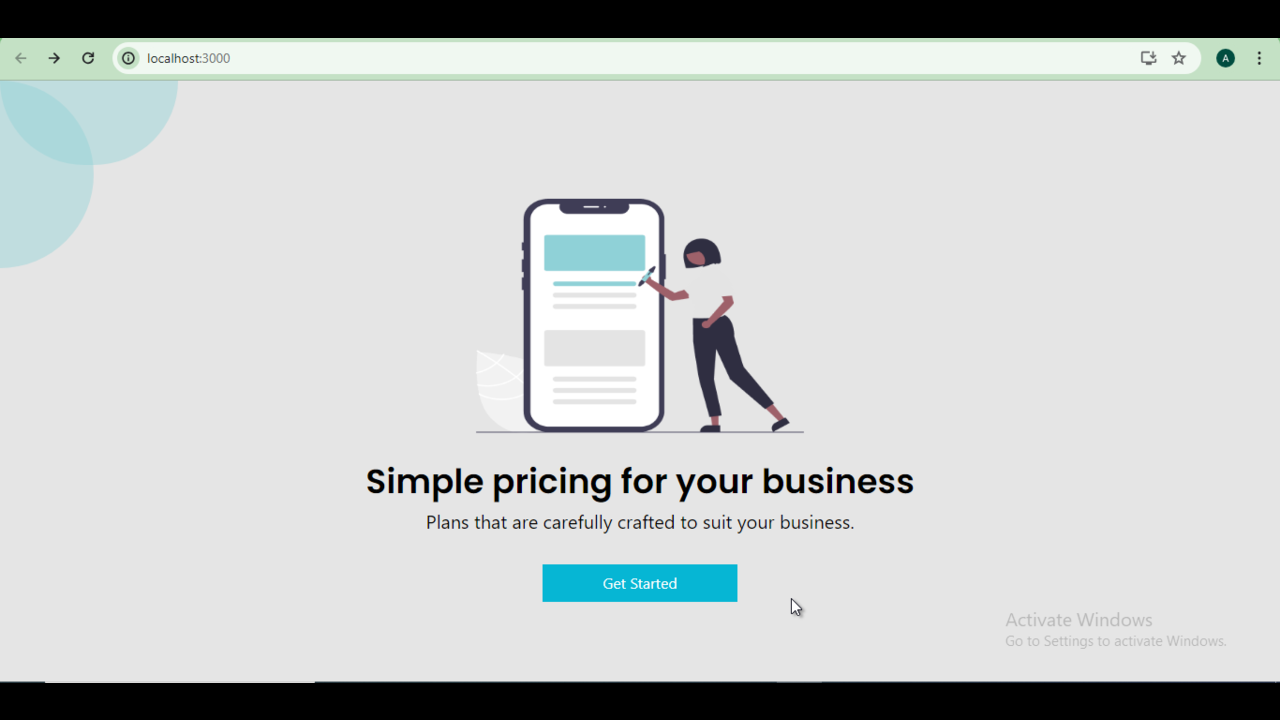 localhost:3000
A
Simple pricing for your business
Plans that are carefully crafted to suit your business.
Get Started
Activate Windows
Go to Settings to activate Windows.